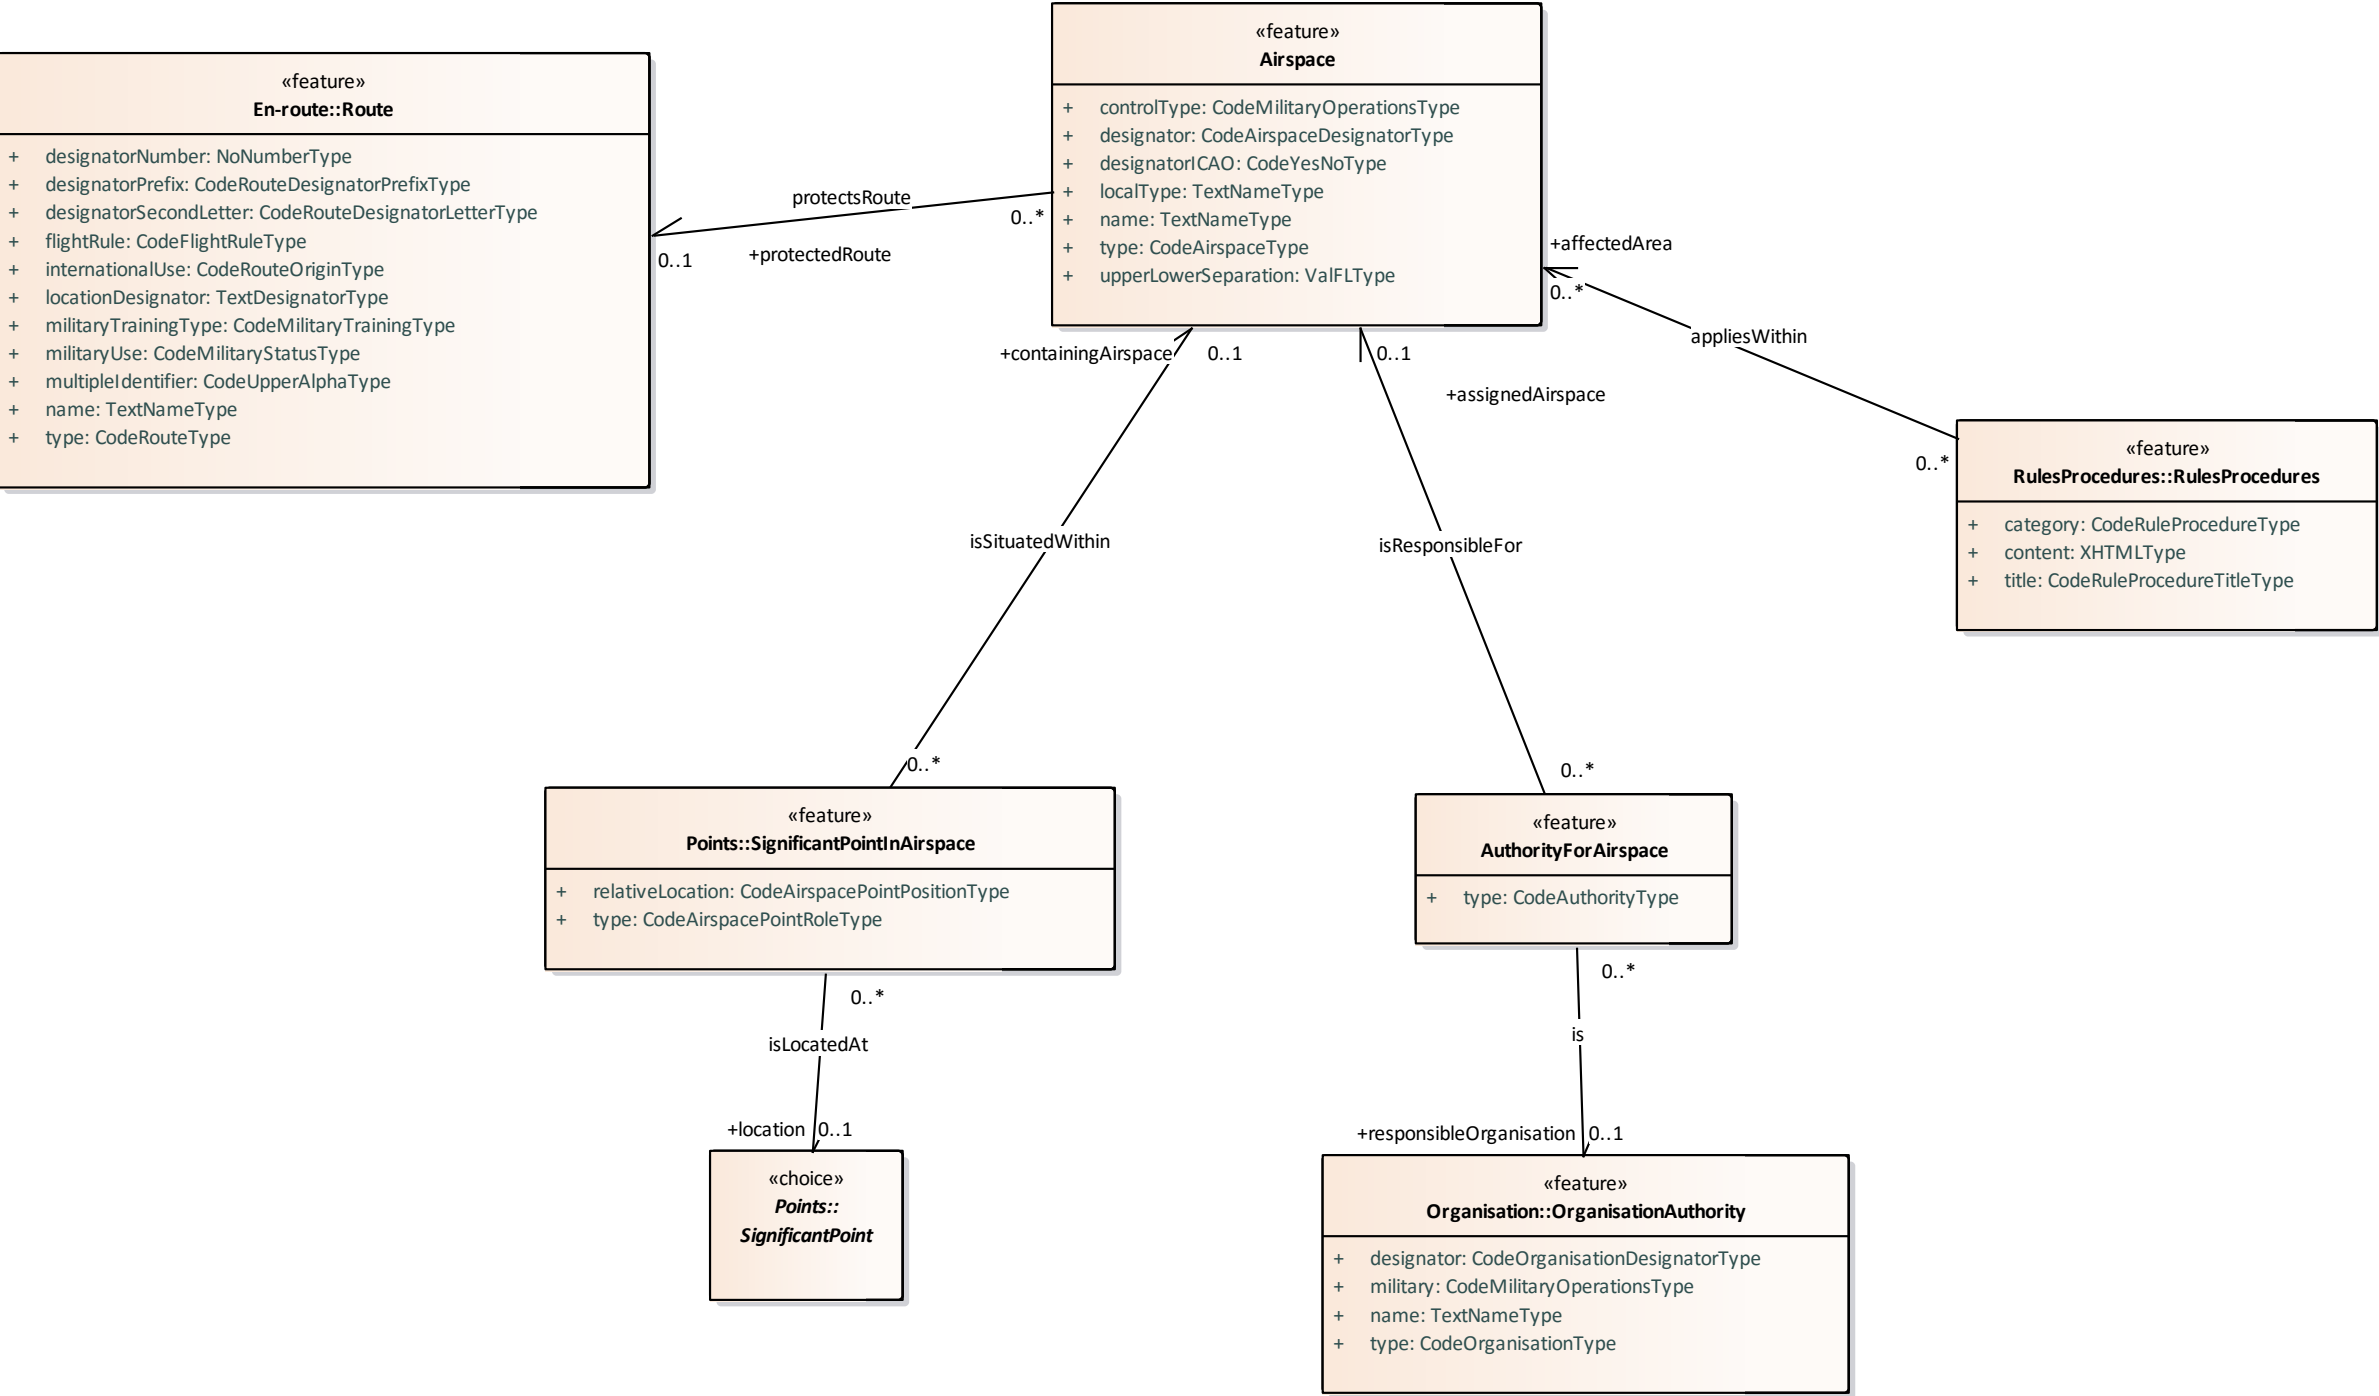 «feature»
Airspace
+ controlType: CodeMilitaryOperationsType
+ designator: CodeAirspaceDesignatorType
+ designatorICAO: CodeYesNoType
+ localType: TextNameType
+ name: TextNameType
+ type: CodeAirspaceType
+ upperLowerSeparation: ValFLType
«feature»
En-route::Route
+ designatorNumber: NoNumberType
+ designatorPrefix: CodeRouteDesignatorPrefixType
+ designatorSecondLetter: CodeRouteDesignatorLetterType
+ flightRule: CodeFlightRuleType
+ internationalUse: CodeRouteOriginType
+ locationDesignator: TextDesignatorType
+ militaryTrainingType: CodeMilitaryTrainingType
+ militaryUse: CodeMilitaryStatusType
+ multipleIdentifier: CodeUpperAlphaType
+ name: TextNameType
+ type: CodeRouteType
protectsRoute
0..*
+protectedRoute
0..1
+affectedArea
0..*
appliesWithin
0..*
+containingAirspace
0..1
0..1
+assignedAirspace
«feature»
RulesProcedures::RulesProcedures
+ category: CodeRuleProcedureType
+ content: XHTMLType
+ title: CodeRuleProcedureTitleType
isSituatedWithin
isResponsibleFor
0..*
0..*
«feature»
Points::SignificantPointInAirspace
+ relativeLocation: CodeAirspacePointPositionType
+ type: CodeAirspacePointRoleType
«feature»
AuthorityForAirspace
+ type: CodeAuthorityType
0..*
isLocatedAt
+location
0..1
0..*
is
+responsibleOrganisation
0..1
«choice»
Points::
SignificantPoint
«feature»
Organisation::OrganisationAuthority
+ designator: CodeOrganisationDesignatorType
+ military: CodeMilitaryOperationsType
+ name: TextNameType
+ type: CodeOrganisationType